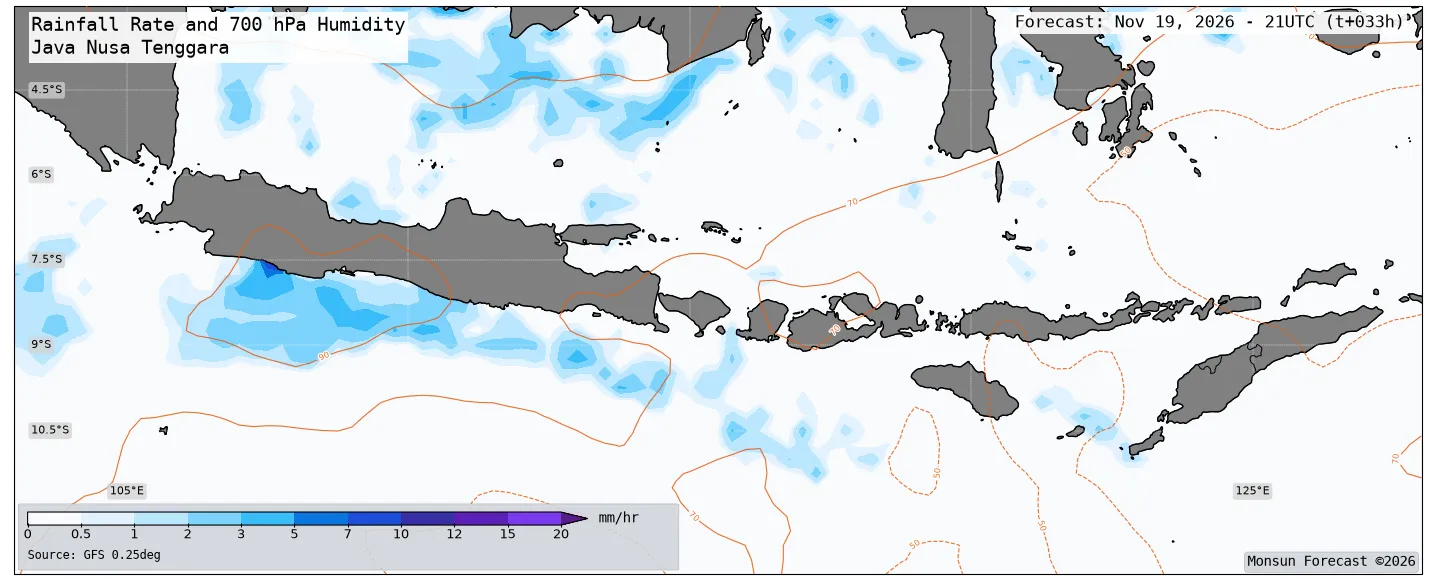 Rainfall Rate and 700 hPa Humidity
Java Nusa Tenggara
Forecast: Nov 19, 2026 - 21UTC (t+033h)
4.5°S
6°S
7.5°S
9°S
10.5°S
105°E
125°E
70
50
70
90
50
70
70
50
50
0 0.5 1 2 3 5 7 10 12 15 20 mm/hr
Source: GFS 0.25deg
Monsun Forecast ©2026